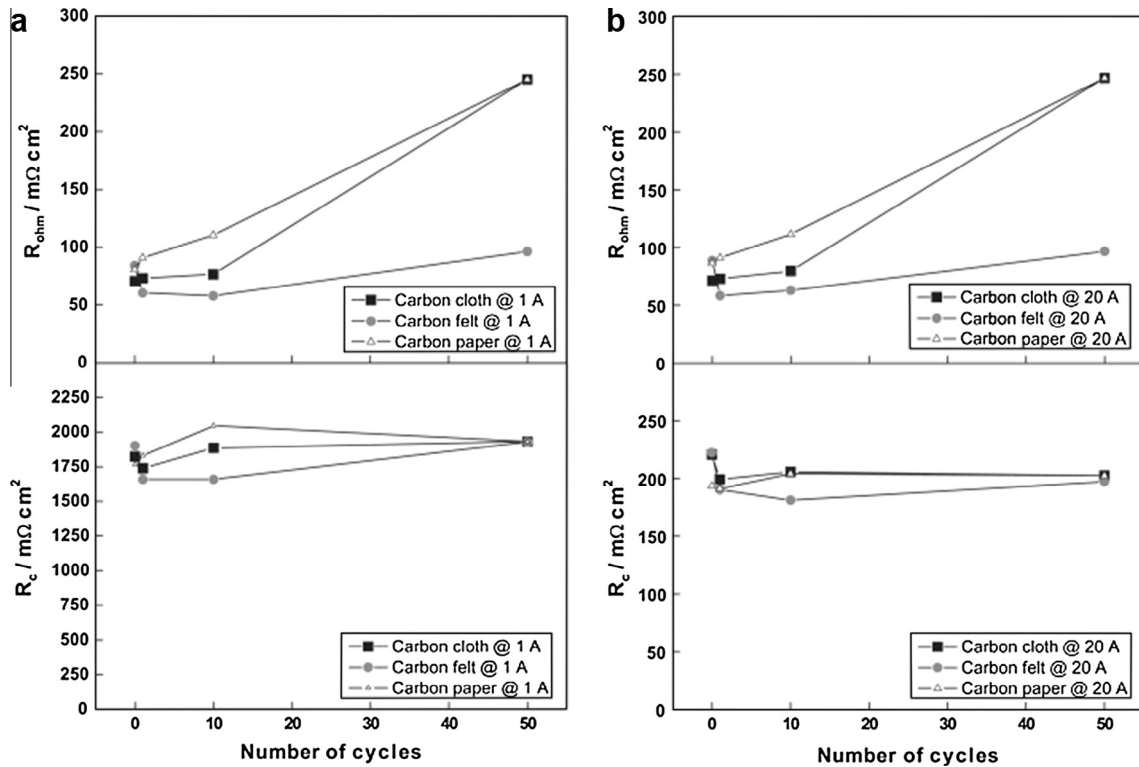 a
300
250
200
150
100
50
0
R_ohm / mΩ cm²
Carbon cloth @ 1 A
Carbon felt @ 1 A
Carbon paper @ 1 A
2250
2000
1750
1500
1250
1000
750
500
250
0
R_c / mΩ cm²
Carbon cloth @ 1 A
Carbon felt @ 1 A
Carbon paper @ 1 A
0 10 20 30 40 50
Number of cycles
b
300
250
200
150
100
50
0
R_ohm / mΩ cm²
Carbon cloth @ 20 A
Carbon felt @ 20 A
Carbon paper @ 20 A
250
200
150
100
50
0
R_c / mΩ cm²
Carbon cloth @ 20 A
Carbon felt @ 20 A
Carbon paper @ 20 A
0 10 20 30 40 50
Number of cycles